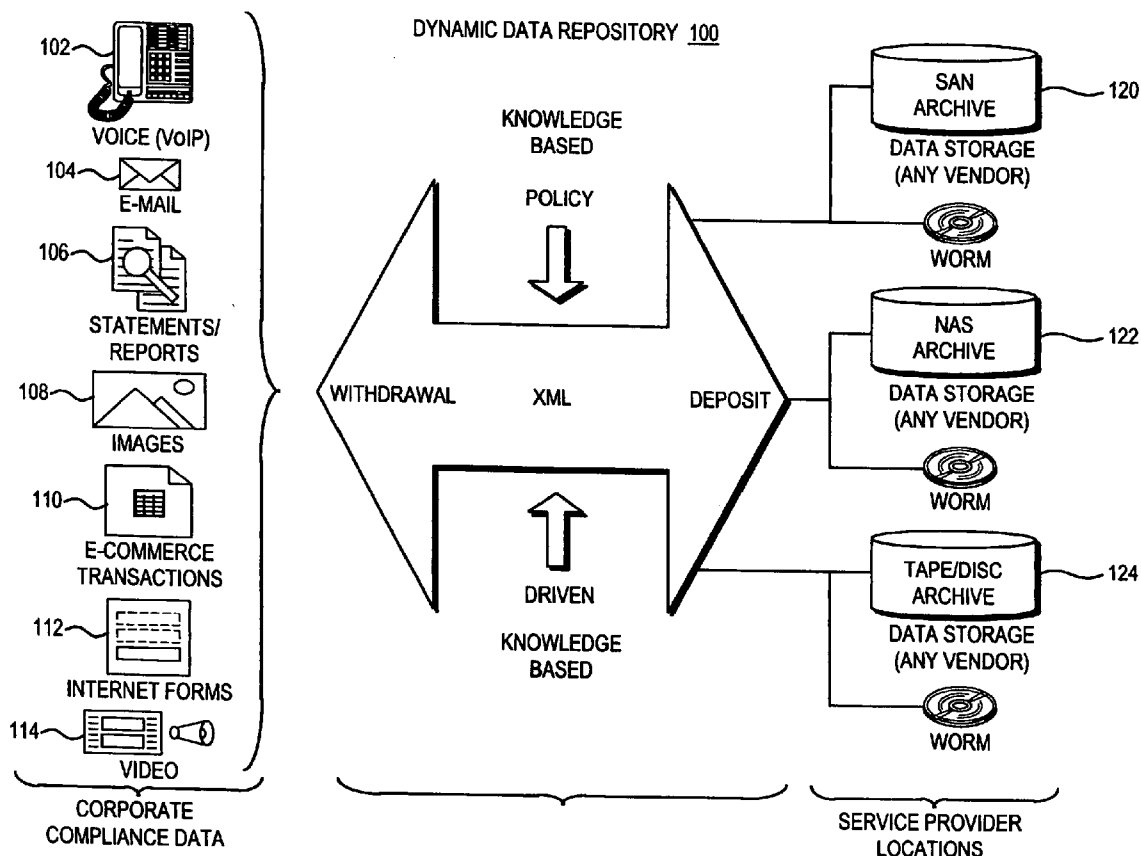 DYNAMIC DATA REPOSITORY 100
102
VOICE (VoIP)
104
E-MAIL
106
STATEMENTS/
REPORTS
108
IMAGES
110
E-COMMERCE
TRANSACTIONS
112
INTERNET FORMS
114
VIDEO
CORPORATE
COMPLIANCE DATA
KNOWLEDGE
BASED
POLICY
WITHDRAWAL
XML
DEPOSIT
DRIVEN
KNOWLEDGE
BASED
SAN
ARCHIVE
120
DATA STORAGE
(ANY VENDOR)
WORM
NAS
ARCHIVE
122
DATA STORAGE
(ANY VENDOR)
WORM
TAPE/DISC
ARCHIVE
124
DATA STORAGE
(ANY VENDOR)
WORM
SERVICE PROVIDER
LOCATIONS